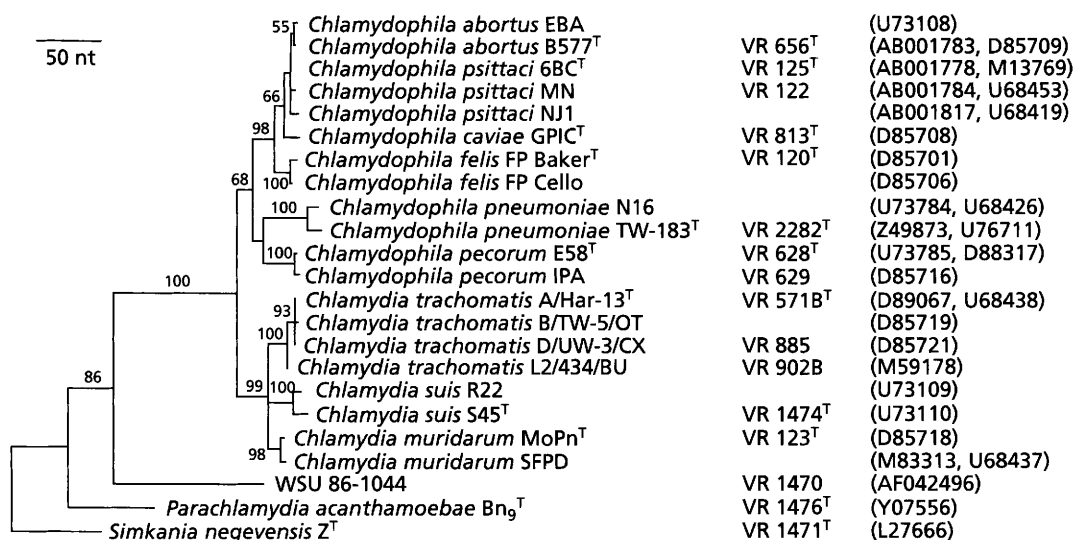 55 Chlamydophila abortus EBA (U73108)
50 nt
Chlamydophila abortus B577ᵀ VR 656ᵀ (AB001783, D85709)
Chlamydophila psittaci 6BCᵀ VR 125ᵀ (AB001778, M13769)
66 Chlamydophila psittaci MN VR 122 (AB001784, U68453)
Chlamydophila psittaci NJ1 (AB001817, U68419)
98 Chlamydophila caviae GPICᵀ VR 813ᵀ (D85708)
Chlamydophila felis FP Bakerᵀ VR 120ᵀ (D85701)
68 100 Chlamydophila felis FP Cello (D85706)
100 Chlamydophila pneumoniae N16 (U73784, U68426)
Chlamydophila pneumoniae TW-183ᵀ VR 2282ᵀ (Z49873, U76711)
100 Chlamydophila pecorum E58ᵀ VR 628ᵀ (U73785, D88317)
Chlamydophila pecorum IPA VR 629 (D85716)
100 Chlamydia trachomatis A/Har-13ᵀ VR 571Bᵀ (D89067, U68438)
93 Chlamydia trachomatis B/TW-5/OT (D85719)
100 Chlamydia trachomatis D/UW-3/CX VR 885 (D85721)
Chlamydia trachomatis L2/434/BU VR 902B (M59178)
86 99 100 Chlamydia suis R22 (U73109)
Chlamydia suis S45ᵀ VR 1474ᵀ (U73110)
Chlamydia muridarum MoPnᵀ VR 123ᵀ (D85718)
98 Chlamydia muridarum SFPD (M83313, U68437)
WSU 86-1044 VR 1470 (AF042496)
Parachlamydia acanthamoebae Bn₉ᵀ VR 1476ᵀ (Y07556)
Simkania negevensis Zᵀ VR 1471ᵀ (L27666)